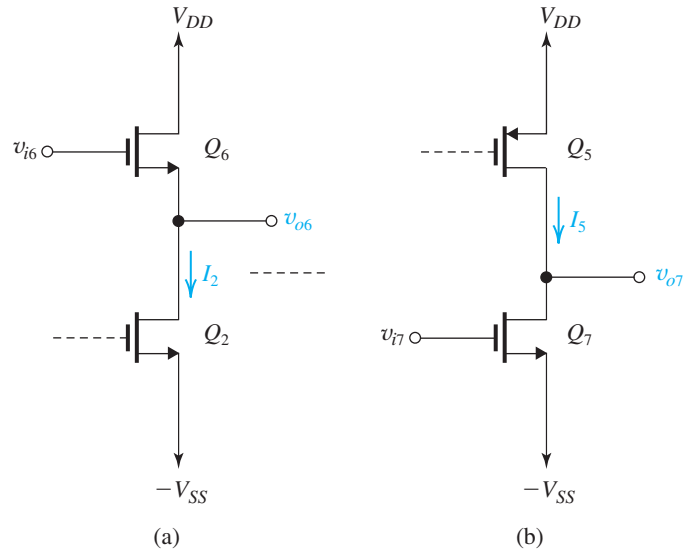 V_DD
v_i6
Q_6
v_o6
I_2
Q_2
−V_SS
(a)
V_DD
Q_5
I_5
v_o7
v_i7
Q_7
−V_SS
(b)